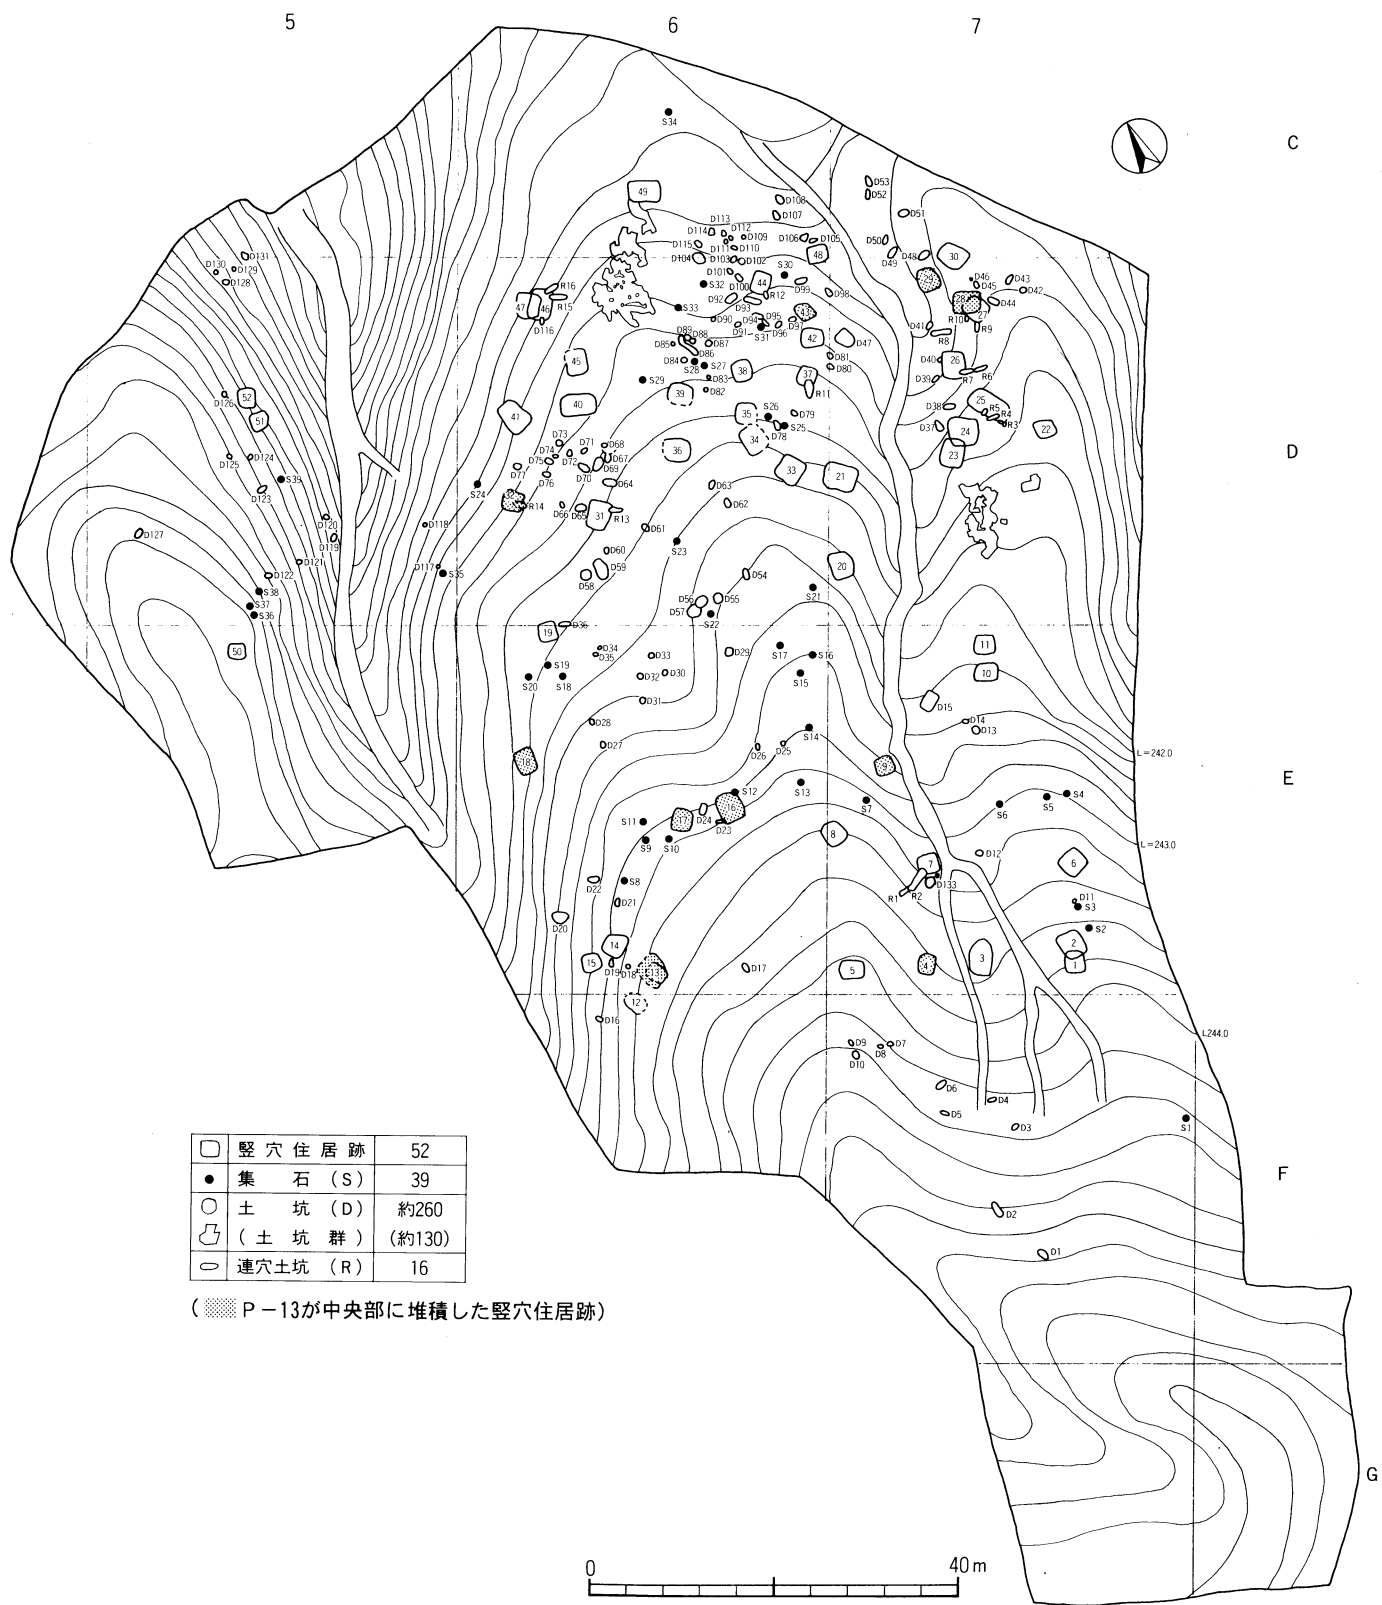 5 6 7
C
D
E
F
G
S34
49
D108
D107
D113
D114
D112
D109
D111
D110
D115
D104
D103
D102
D101
D100
D106
D105
48
S30
S32
44
D99
D98
D92
D93
R12
S33
D90
D91
D94
D95
S31
D96
D97
43
42
D47
D53
D52
D51
D50
D49
D48
30
29
D46
D45
D43
D42
D44
28
27
R10
R9
D41
R8
D40
26
D39
R7
R6
D38
25
R5
R4
R3
D37
24
23
22
D131
D130
D129
D128
R16
47
46
R15
D116
D89
D88
D85
D87
D86
D84
S28
S27
D83
D82
S29
45
38
39
37
R11
D81
D80
40
41
35
S26
D79
D78
S25
34
36
33
21
D126
52
51
D125
D124
D123
S39
D73
D74
D75
D72
D71
D68
D67
D69
D70
D77
D76
D64
S24
32
R14
D66
D65
31
R13
D63
D62
D61
S23
D60
D59
D58
D127
D120
D119
D118
D121
D117
S35
D122
S38
S37
S36
50
D54
20
S21
D56
D55
D57
S22
19
D36
D34
D35
D33
D29
S17
S16
S15
S19
S20
S18
D32
D30
D31
11
10
D15
D14
D13
D28
D27
S14
D26
D25
18
9
L=242.0
S12
S13
S7
S6
S5
S4
16
17
D24
D23
S11
S9
S10
8
L=243.0
7
D12
6
D133
R1
R2
S8
D22
D21
D11
S3
S2
D20
14
15
D19
D18
13
12
D17
5
4
3
2
1
D16
L244.0
D9
D10
D8
D7
D6
D5
D4
D3
S1
D2
D1
竪穴住居跡 52
集石(S) 39
土坑(D) 約260
(土坑群) (約130)
連穴土坑(R) 16
( P-13が中央部に堆積した竪穴住居跡)
0 40m